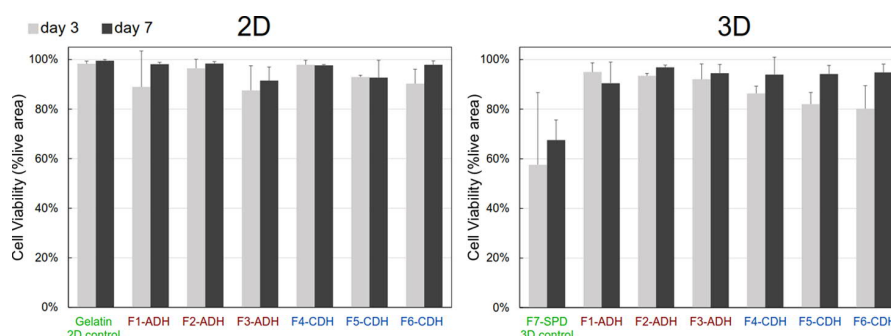 2D
day 3 day 7
Cell Viability (%live area)
100%
80%
60%
40%
20%
0%
Gelatin
2D control
F1-ADH
F2-ADH
F3-ADH
F4-CDH
F5-CDH
F6-CDH
3D
Cell Viability (%live area)
100%
80%
60%
40%
20%
0%
F7-SPD
3D control
F1-ADH
F2-ADH
F3-ADH
F4-CDH
F5-CDH
F6-CDH